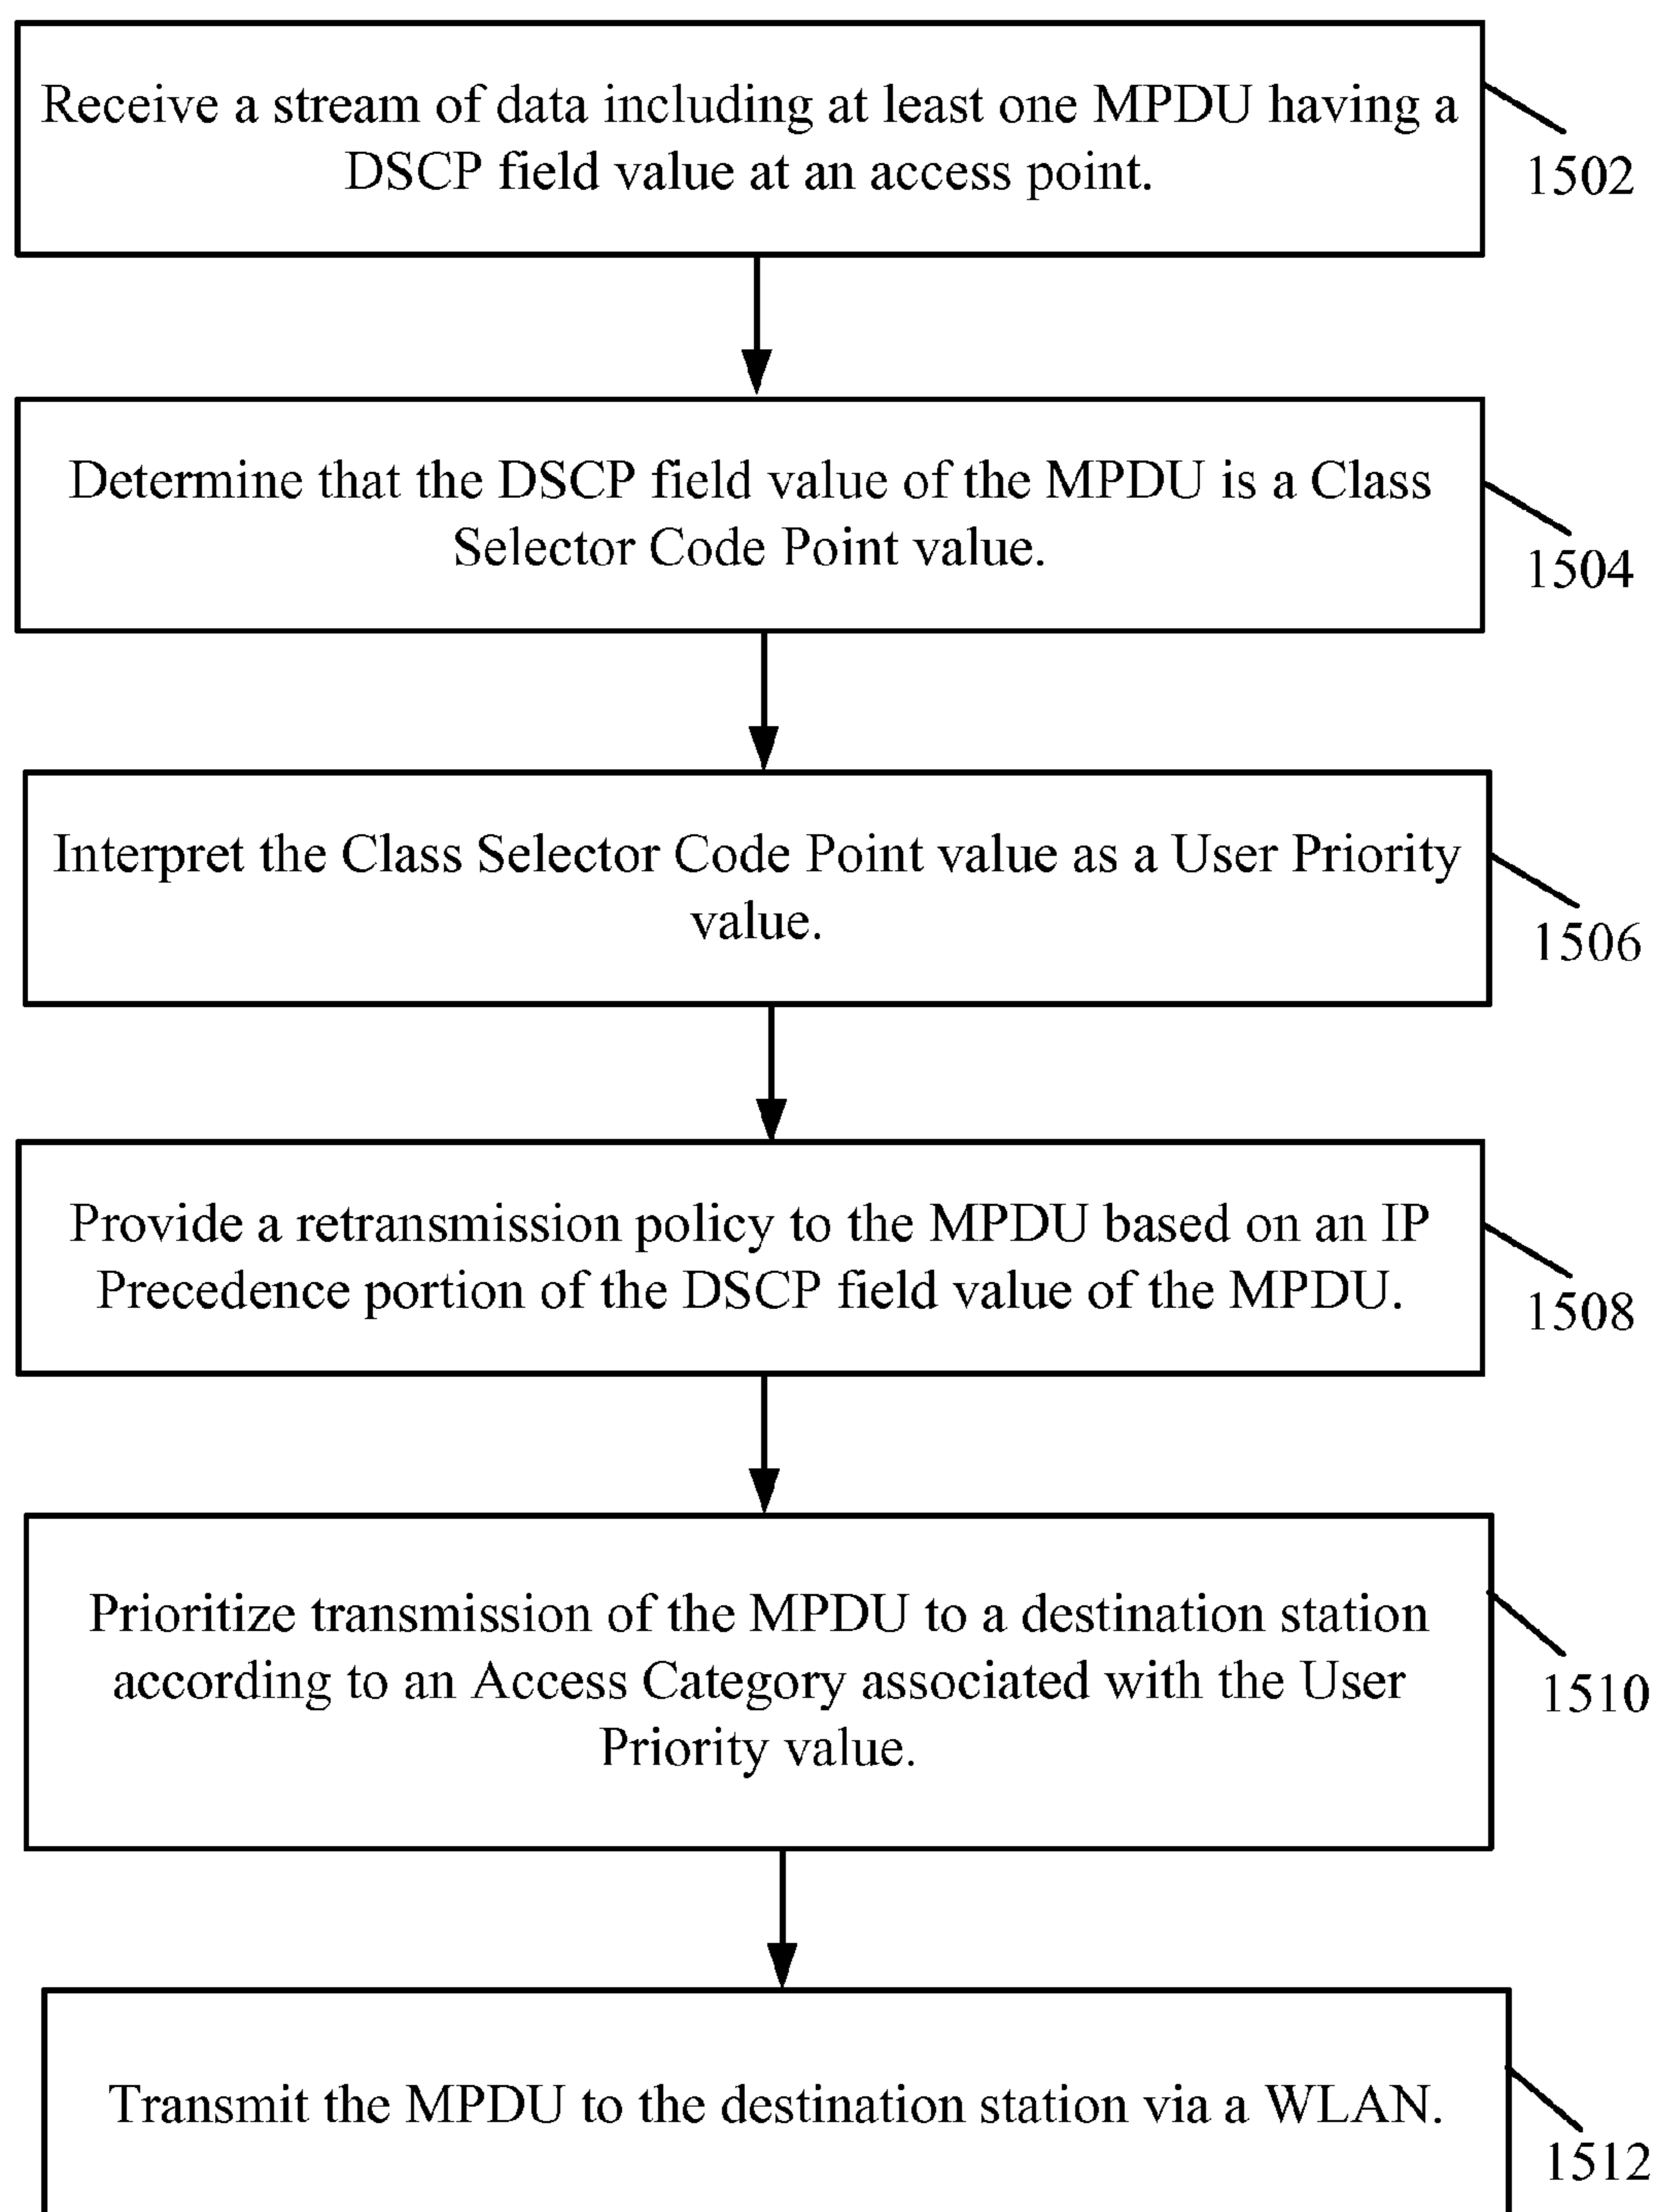 Receive a stream of data including at least one MPDU having a
DSCP field value at an access point.
1502
Determine that the DSCP field value of the MPDU is a Class
Selector Code Point value.
1504
Interpret the Class Selector Code Point value as a User Priority
value.
1506
Provide a retransmission policy to the MPDU based on an IP
Precedence portion of the DSCP field value of the MPDU.
1508
Prioritize transmission of the MPDU to a destination station
according to an Access Category associated with the User
Priority value.
1510
Transmit the MPDU to the destination station via a WLAN.
1512